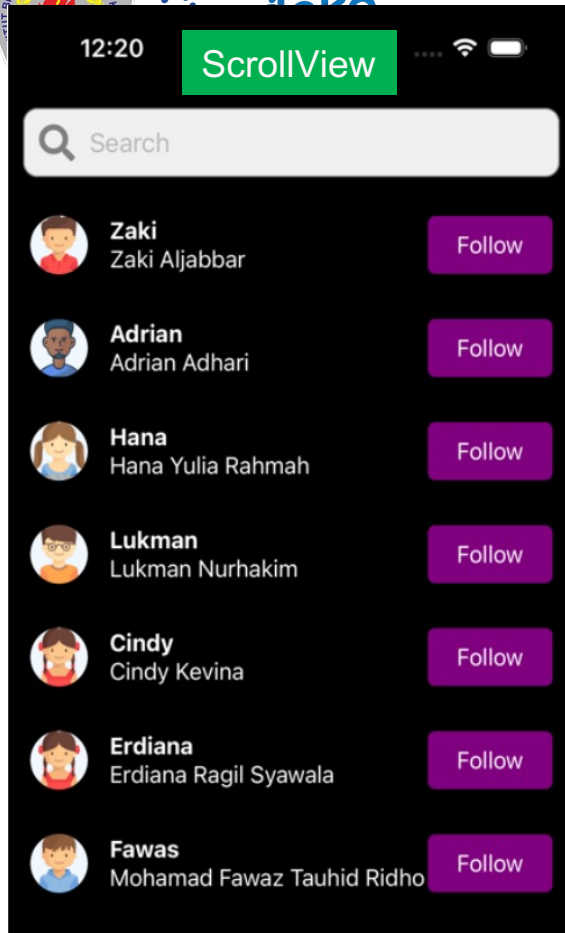 12:20
ScrollView
Search
Zaki
Zaki Aljabbar
Follow
Adrian
Adrian Adhari
Follow
Hana
Hana Yulia Rahmah
Follow
Lukman
Lukman Nurhakim
Follow
Cindy
Cindy Kevina
Follow
Erdiana
Erdiana Ragil Syawala
Follow
Fawas
Mohamad Fawaz Tauhid Ridho
Follow